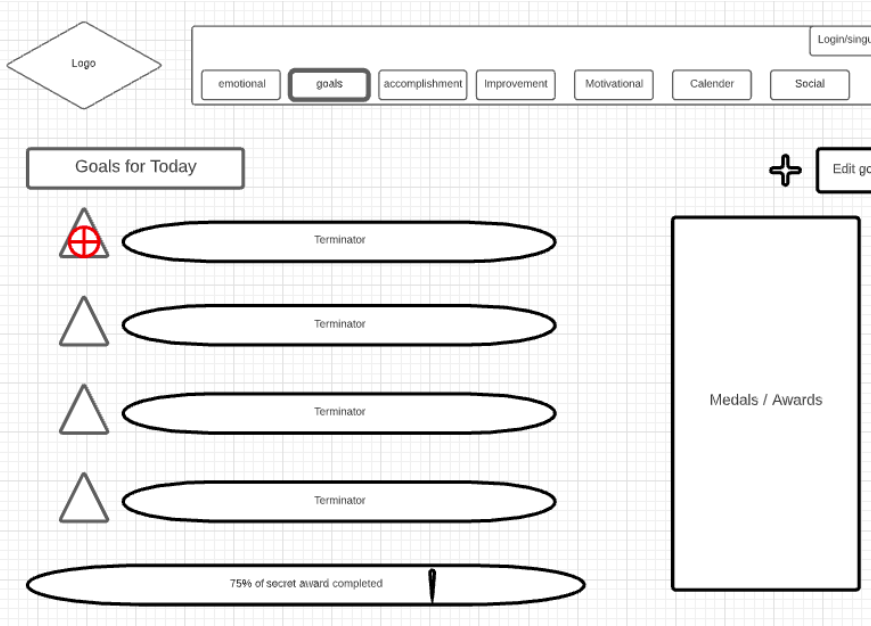 Logo
Login/singu
emotional
goals
accomplishment
Improvement
Motivational
Calender
Social
Goals for Today
Edit go
Terminator
Terminator
Terminator
Terminator
Medals / Awards
75% of secret award completed